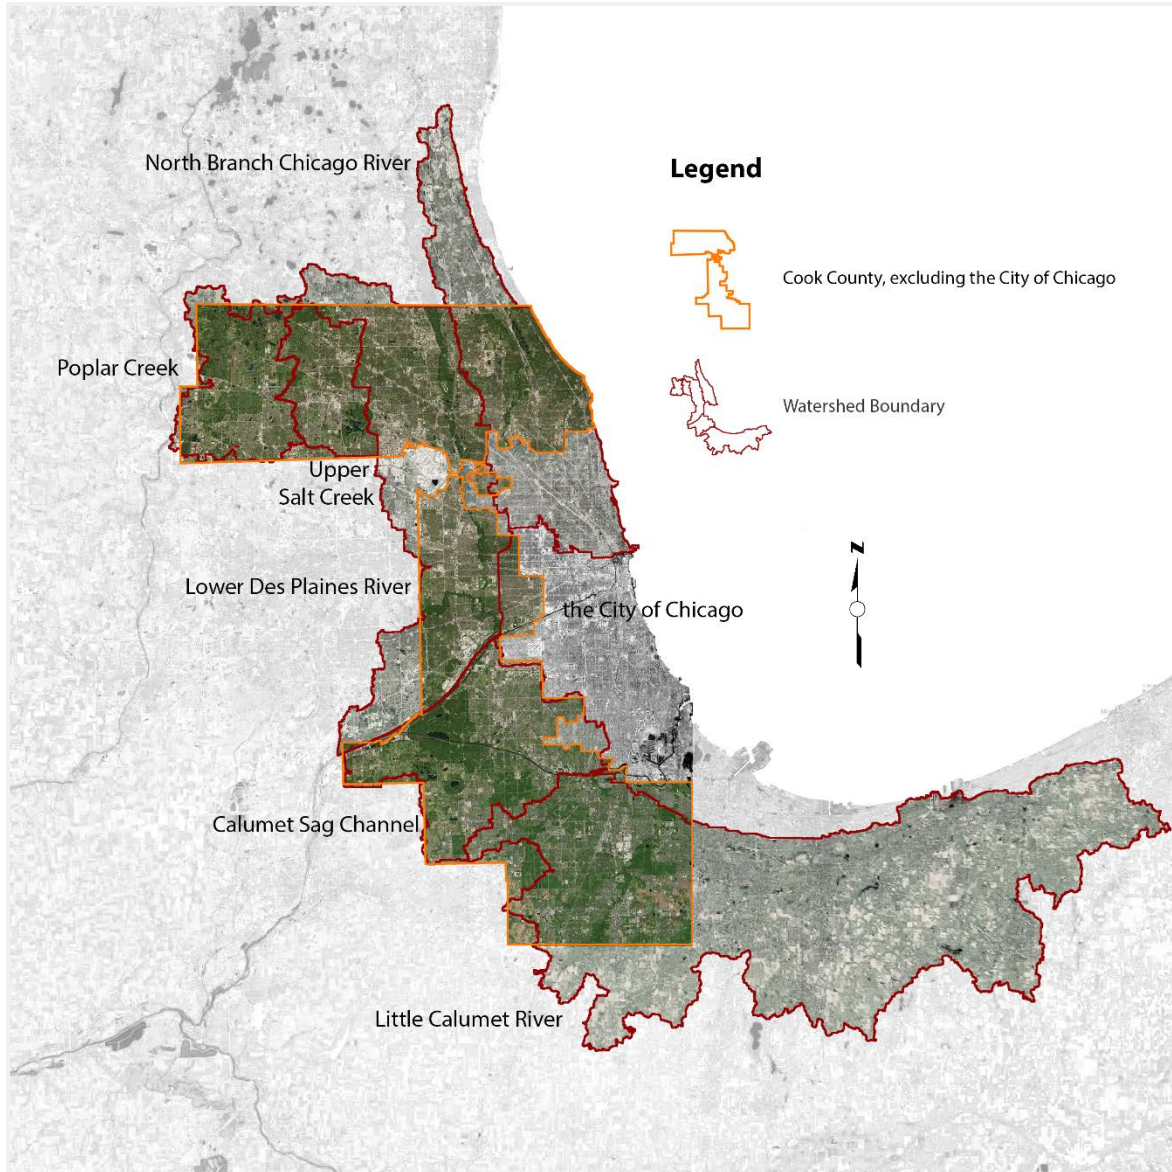 North Branch Chicago River
Legend
Cook County, excluding the City of Chicago
Poplar Creek
Watershed Boundary
Upper
Salt Creek
N
Lower Des Plaines River
the City of Chicago
Calumet Sag Channel
Little Calumet River